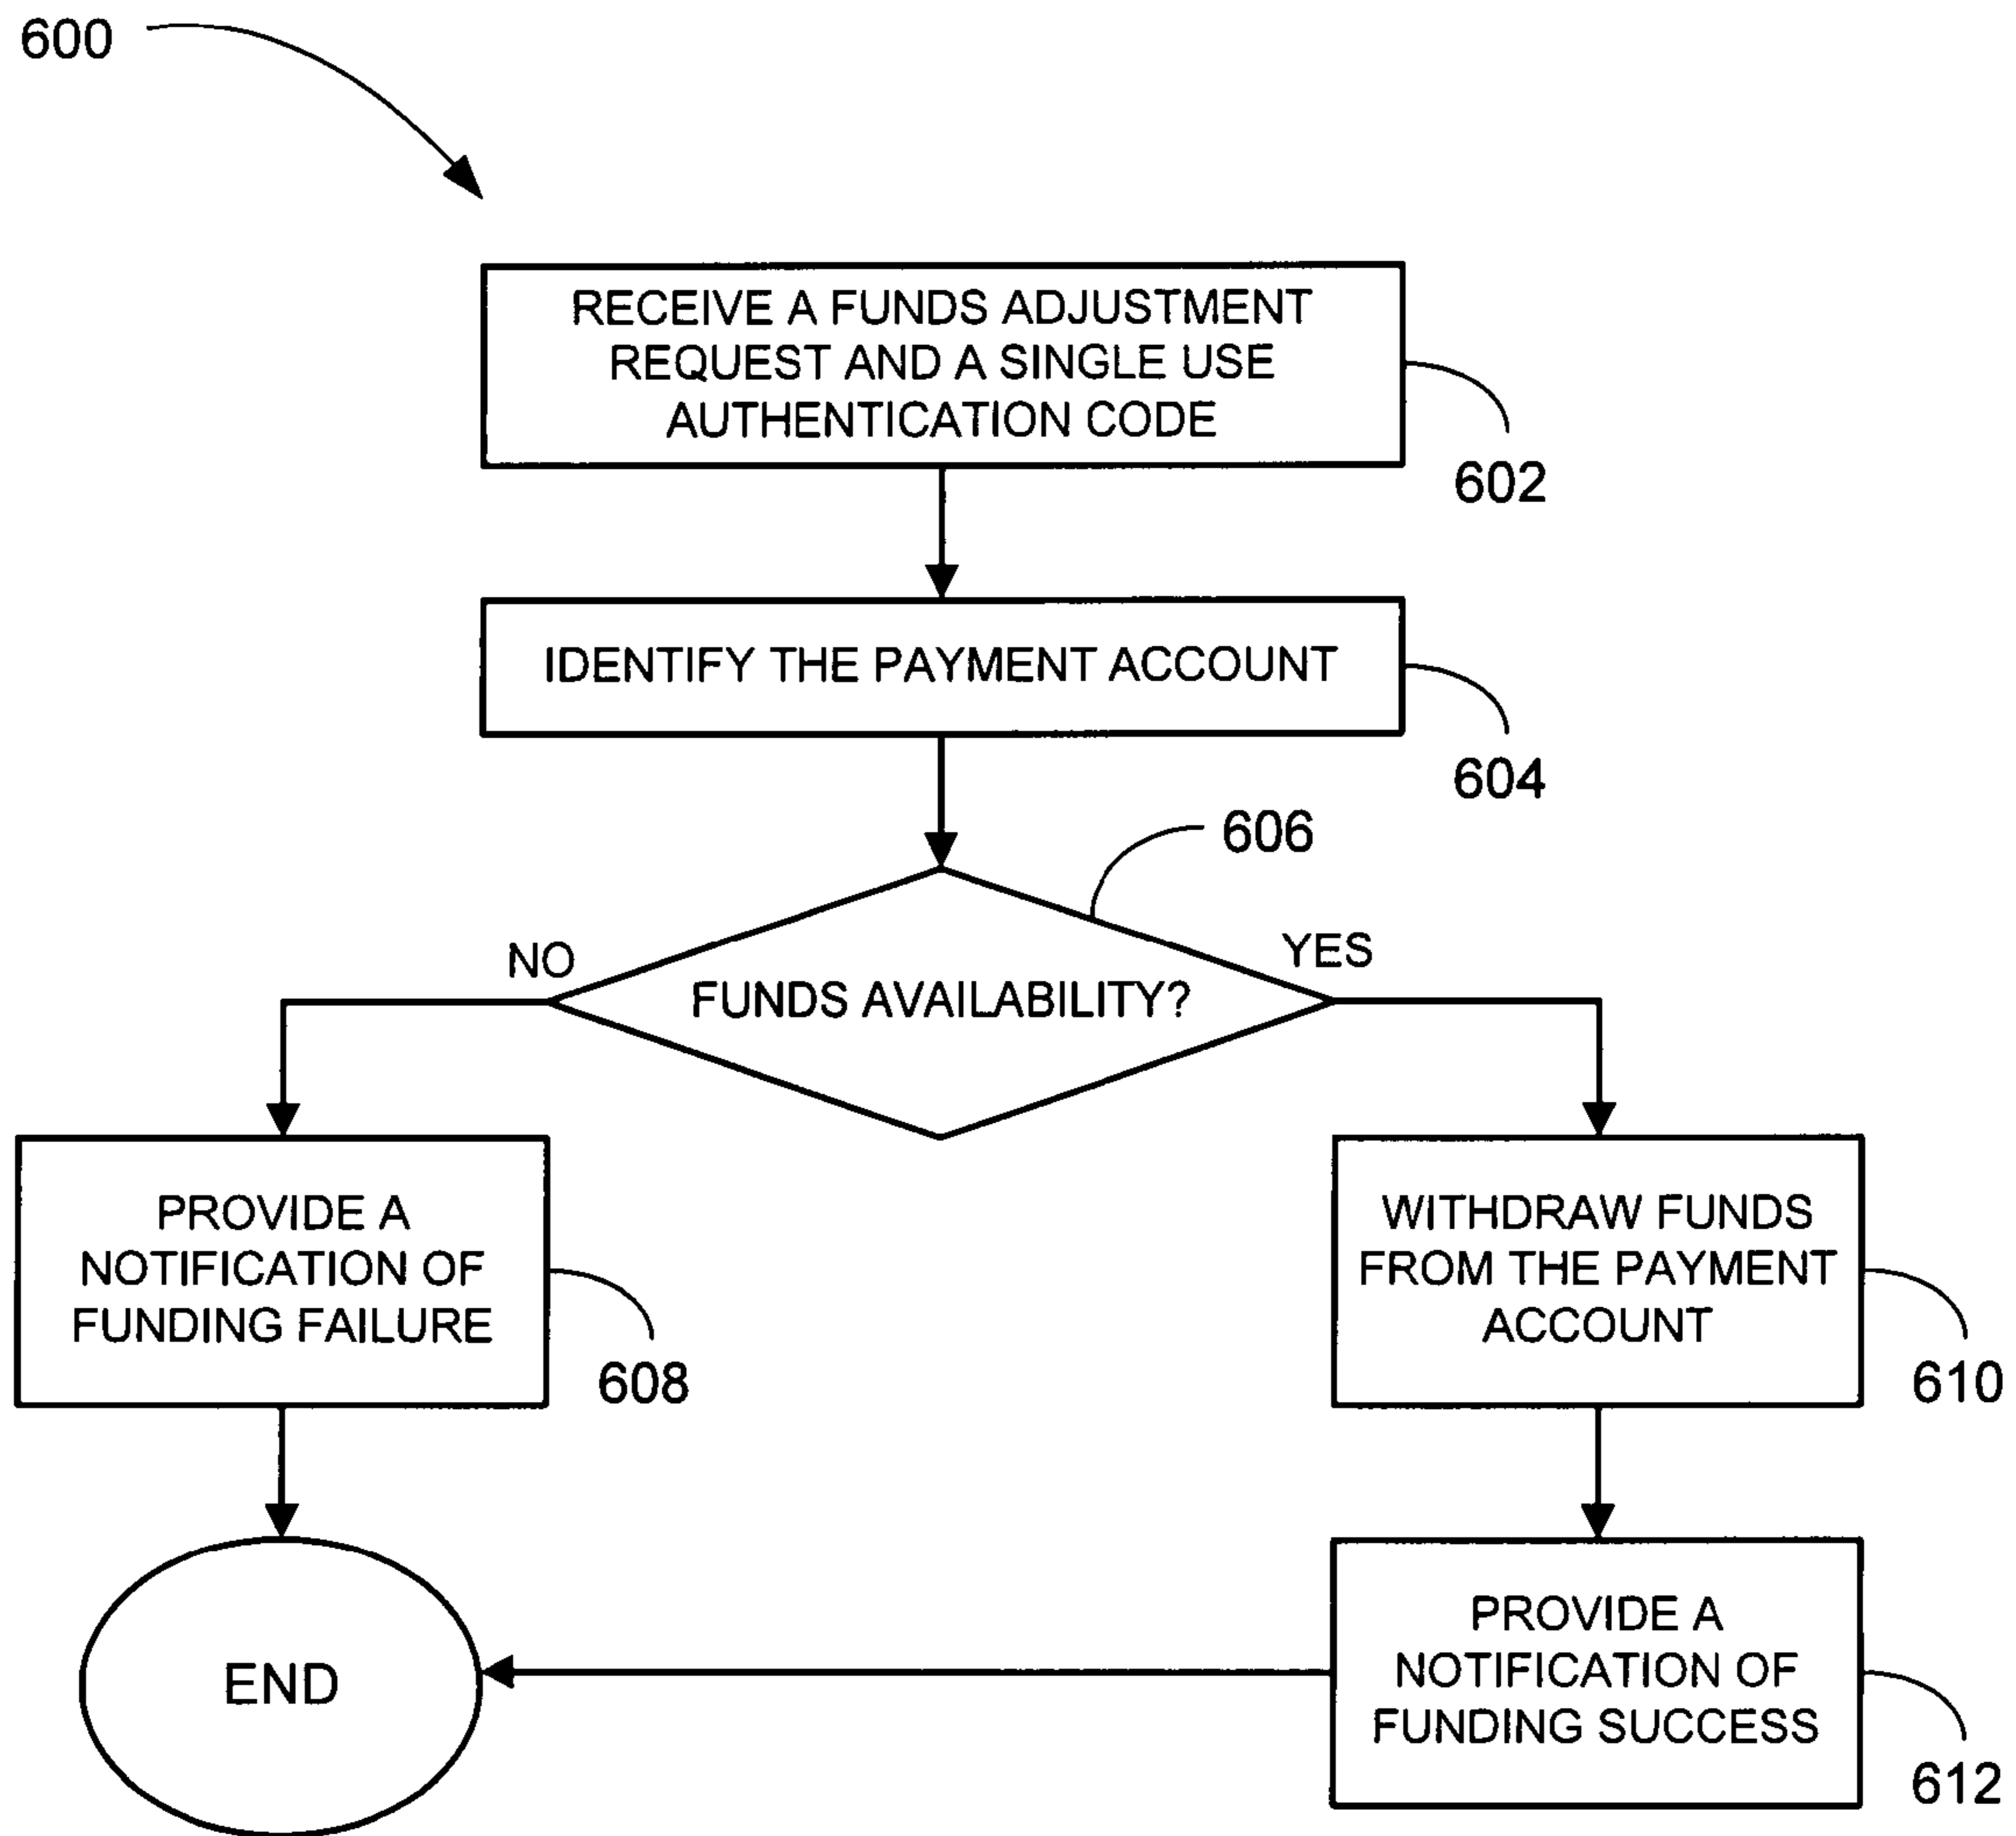 600
RECEIVE A FUNDS ADJUSTMENT
REQUEST AND A SINGLE USE
AUTHENTICATION CODE
602
IDENTIFY THE PAYMENT ACCOUNT
604
606
NO
YES
FUNDS AVAILABILITY?
PROVIDE A
NOTIFICATION OF
FUNDING FAILURE
608
WITHDRAW FUNDS
FROM THE PAYMENT
ACCOUNT
610
END
PROVIDE A
NOTIFICATION OF
FUNDING SUCCESS
612